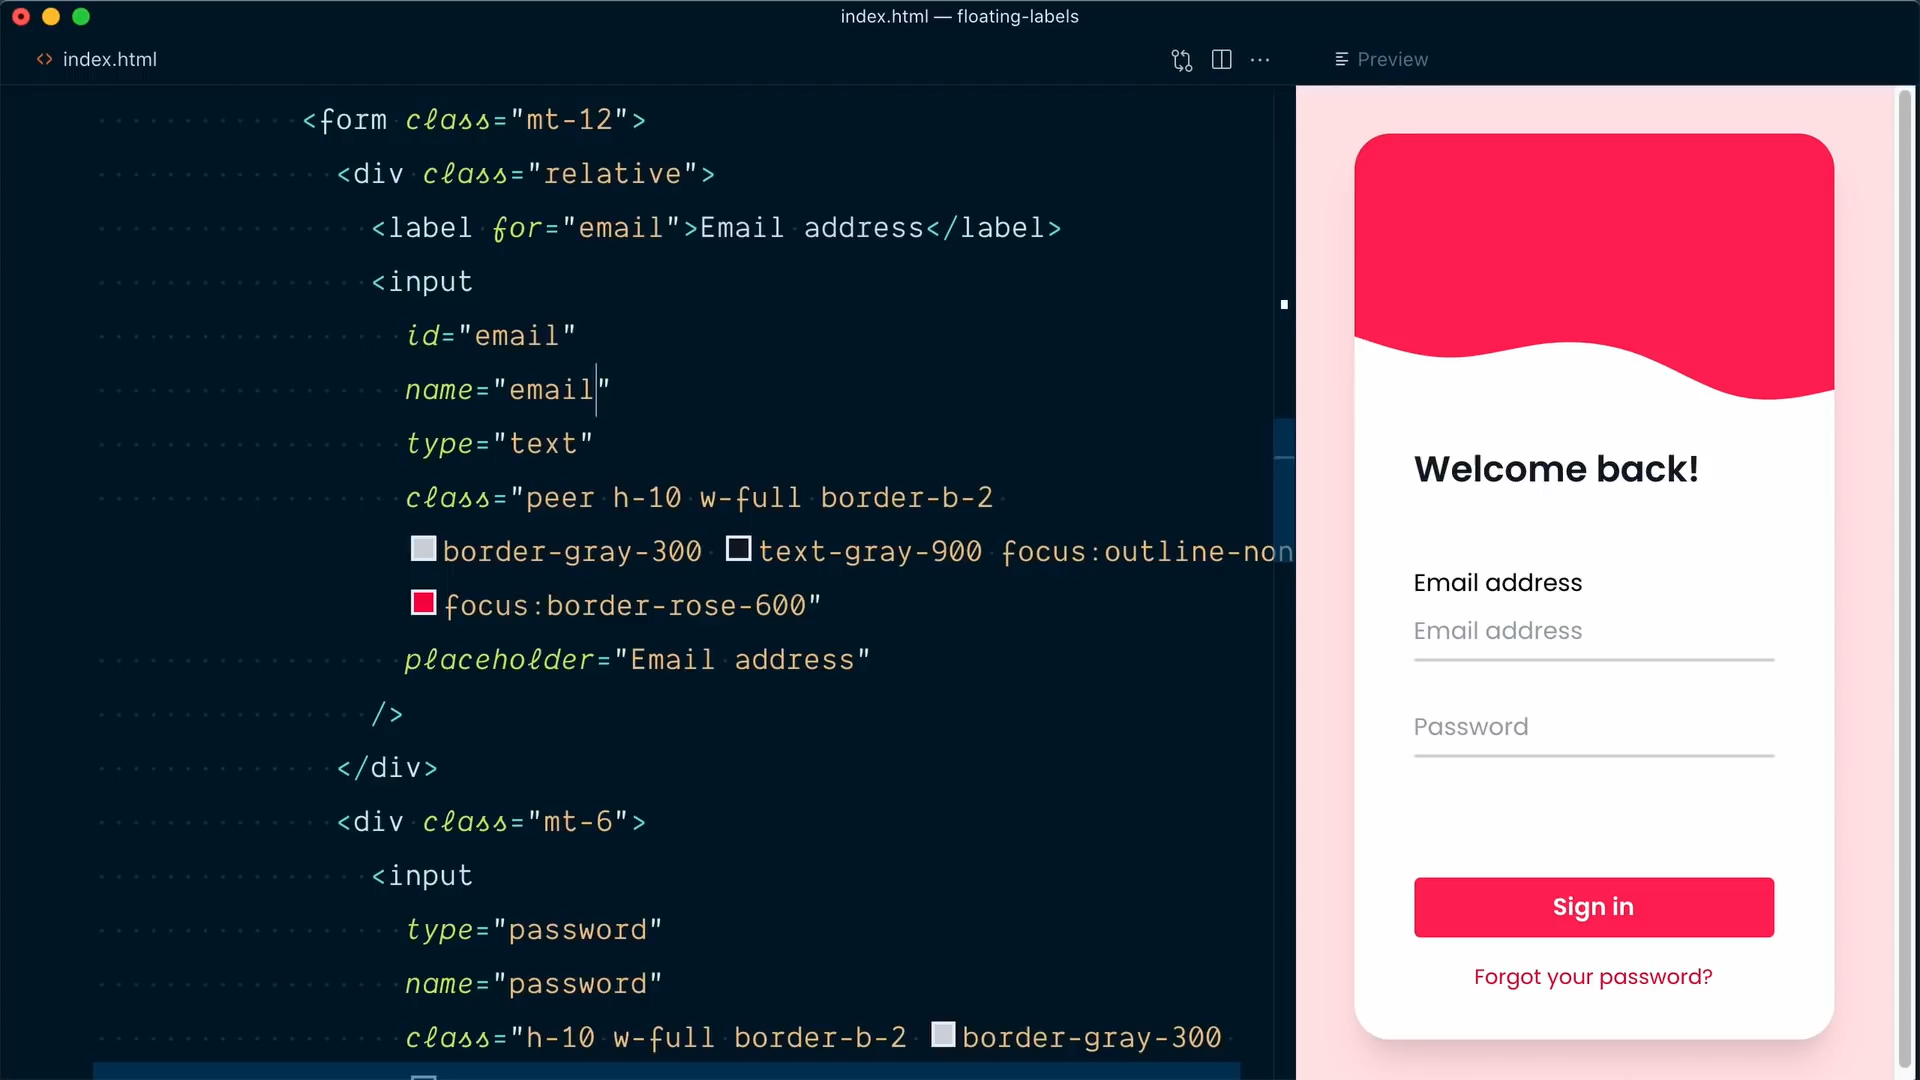 index.html — floating-labels
index.html
Preview
<form class="mt-12">
<div class="relative">
<label for="email">Email address</label>
<input
id="email"
name="email"
type="text"
class="peer h-10 w-full border-b-2
border-gray-300 text-gray-900 focus:outline-non
focus:border-rose-600"
placeholder="Email address"
/>
</div>
<div class="mt-6">
<input
type="password"
name="password"
class="h-10 w-full border-b-2 border-gray-300
Welcome back!
Email address
Email address
Password
Sign in
Forgot your password?